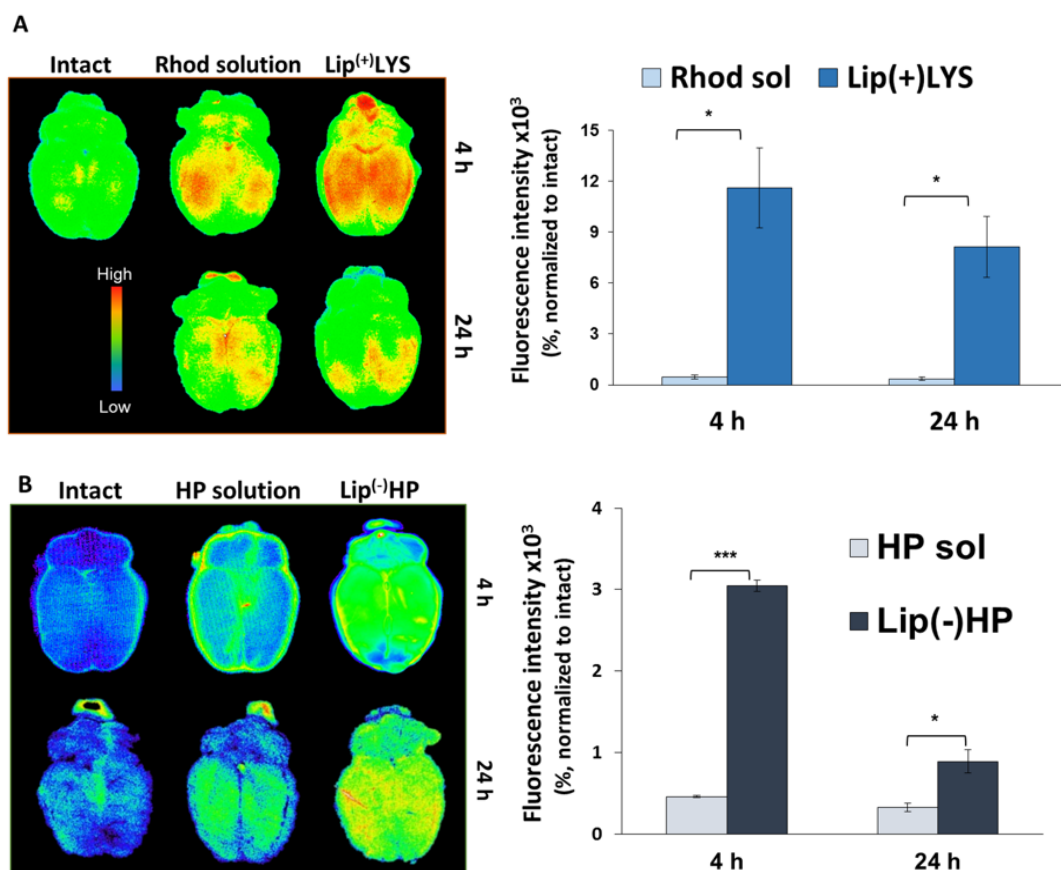 A
Intact Rhod solution Lip(+)LYS
4 h
24 h
High
Low
Rhod sol Lip(+)LYS
Fluorescence intensity x10³
(%, normalized to intact)
15
12
9
6
3
0
*
*
4 h 24 h
B
Intact HP solution Lip(-)HP
4 h
24 h
HP sol
Lip(-)HP
Fluorescence intensity x10³
(%, normalized to intact)
4
3
2
1
0
***
*
4 h 24 h